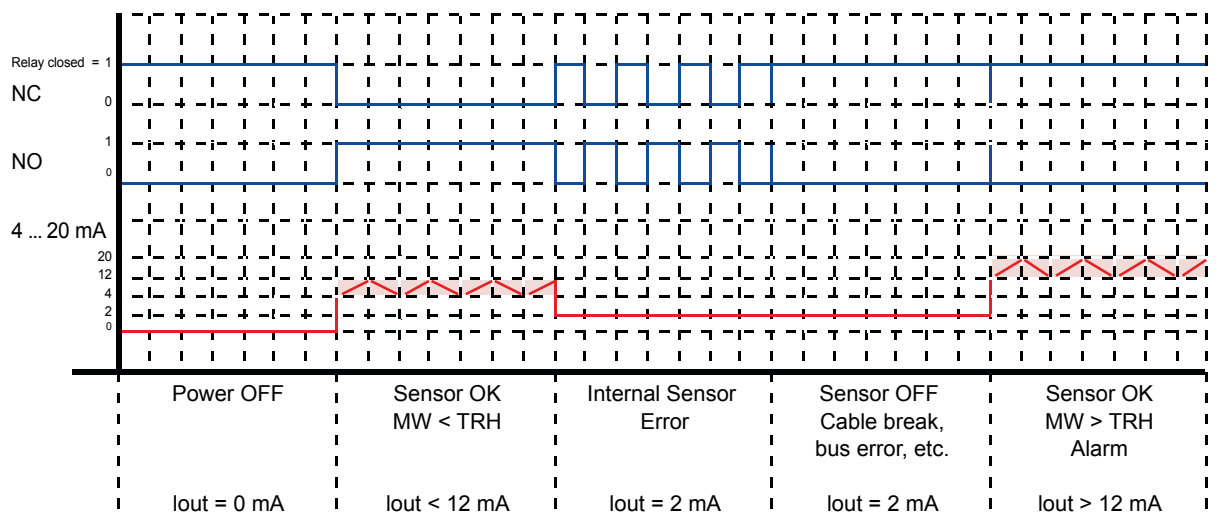 Relay closed = 1
NC
0
1
NO
0
4 ... 20 mA
20
12
4
2
0
Power OFF
Sensor OK
MW < TRH
Internal Sensor
Error
Sensor OFF
Cable break,
bus error, etc.
Sensor OK
MW > TRH
Alarm
Iout = 0 mA
Iout < 12 mA
Iout = 2 mA
Iout = 2 mA
Iout > 12 mA